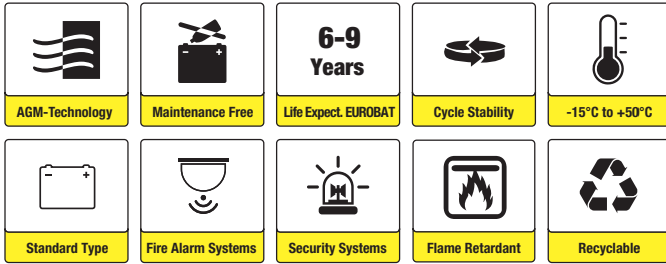 6-9
Years
AGM-Technology
Maintenance Free
Life Expect. EUROBAT
Cycle Stability
-15°C to +50°C
Standard Type
Fire Alarm Systems
Security Systems
Flame Retardant
Recyclable